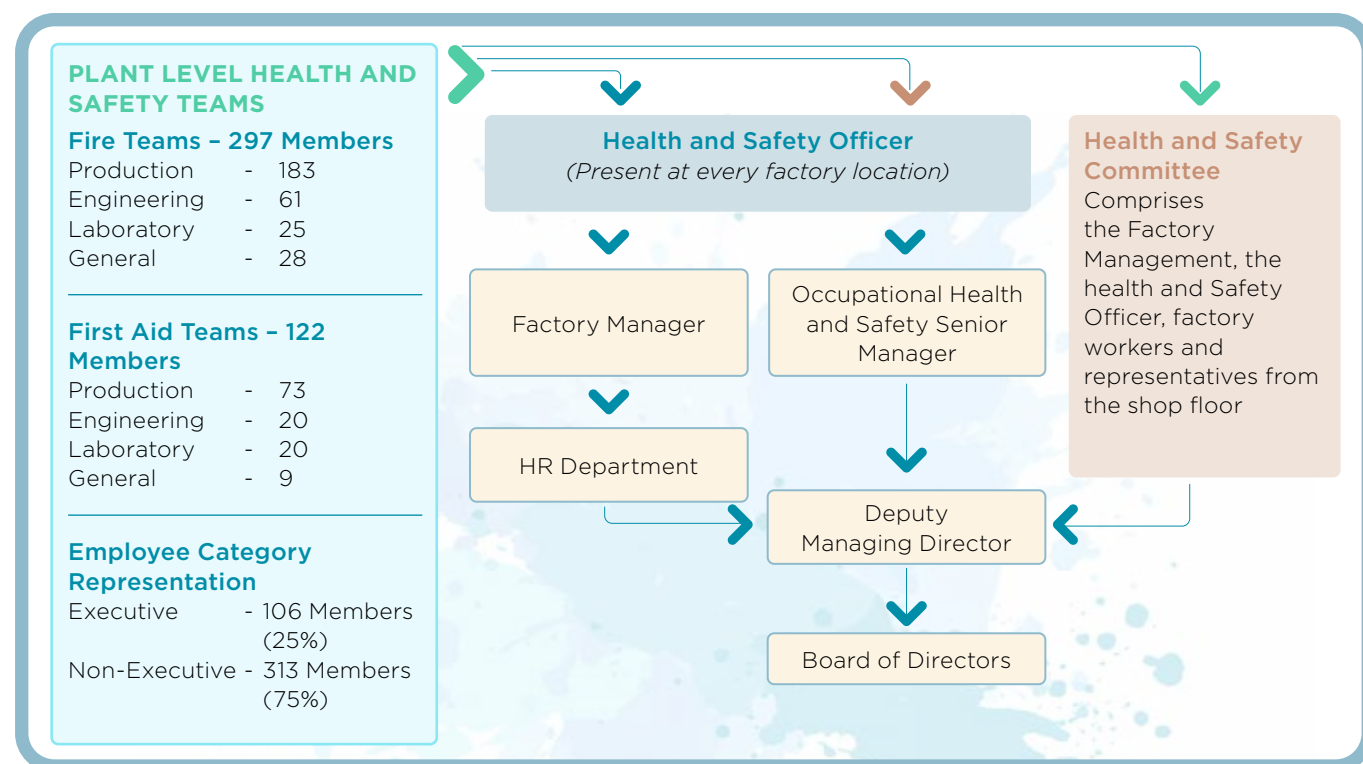 PLANT LEVEL HEALTH AND
SAFETY TEAMS
Fire Teams – 297 Members
Production - 183
Engineering - 61
Laboratory - 25
General - 28
First Aid Teams – 122
Members
Production - 73
Engineering - 20
Laboratory - 20
General - 9
Employee Category
Representation
Executive - 106 Members
(25%)
Non-Executive - 313 Members
(75%)
Health and Safety Officer
(Present at every factory location)
Factory Manager
HR Department
Occupational Health
and Safety Senior
Manager
Deputy
Managing Director
Board of Directors
Health and Safety
Committee
Comprises
the Factory
Management, the
health and Safety
Officer, factory
workers and
representatives from
the shop floor